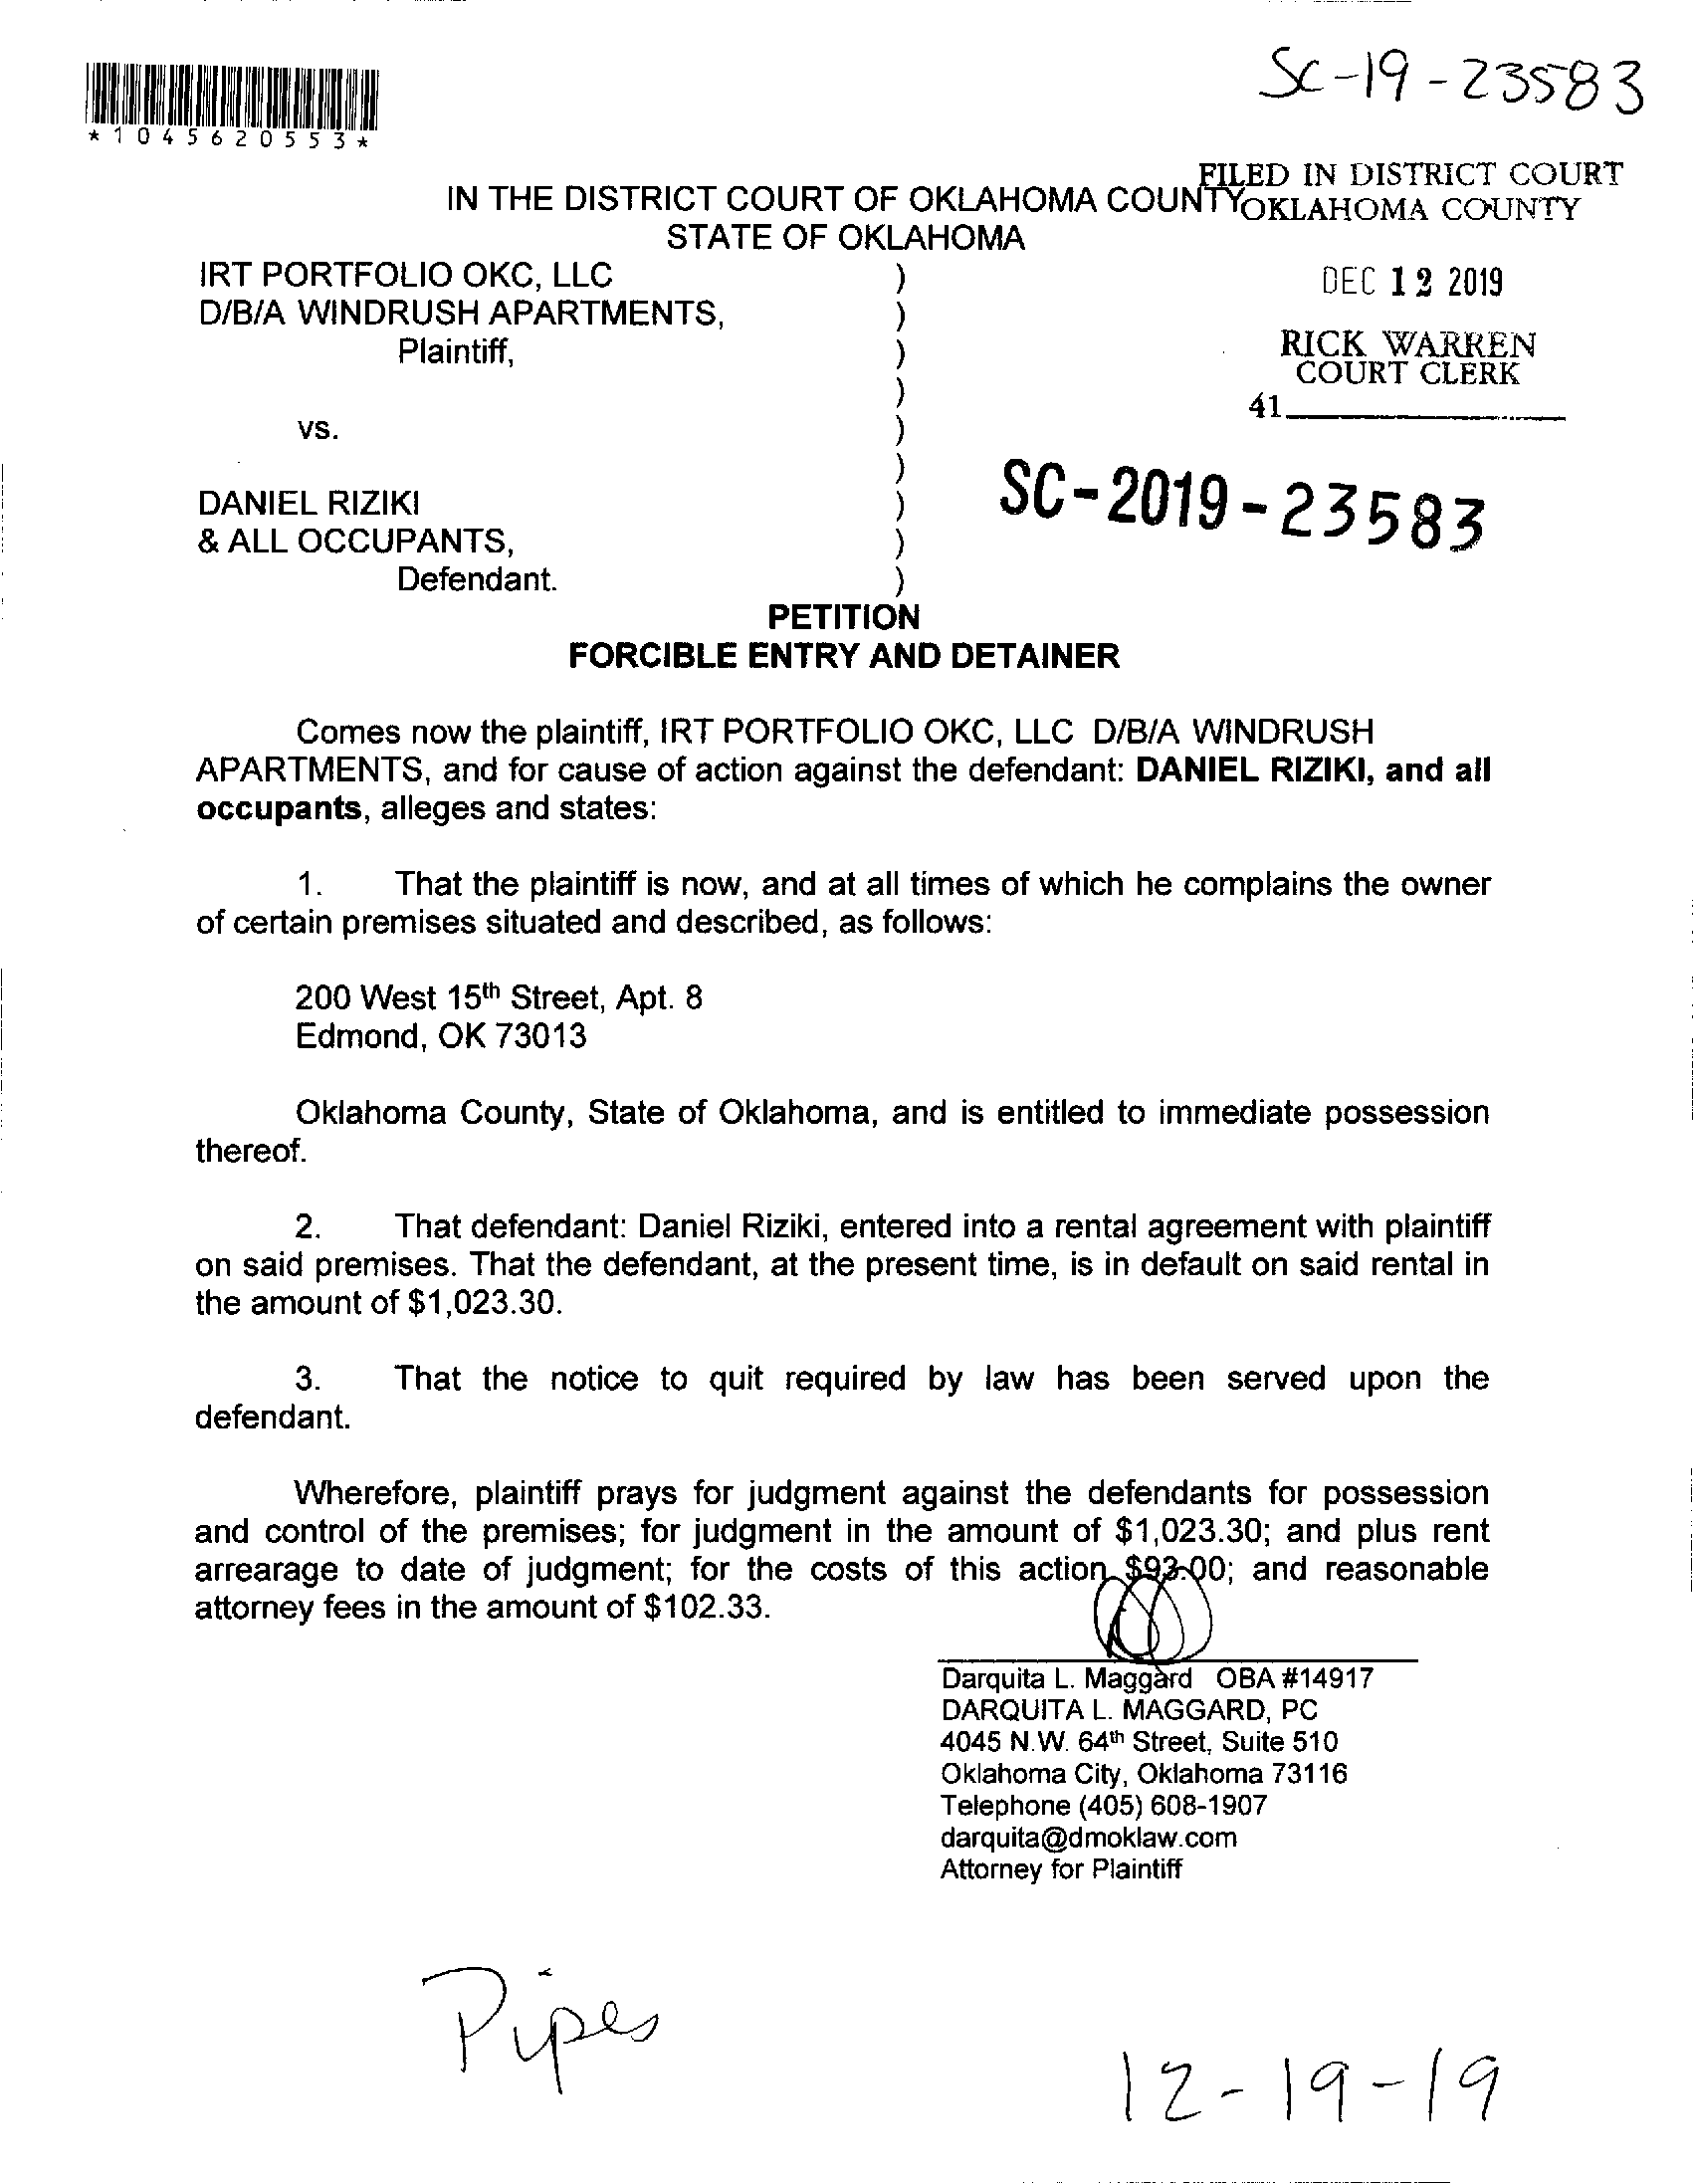 SC-19-23583
*1045620553*
FILED IN DISTRICT COURT
OKLAHOMA COUNTY
IN THE DISTRICT COURT OF OKLAHOMA COUNTY
STATE OF OKLAHOMA
IRT PORTFOLIO OKC, LLC )
D/B/A WINDRUSH APARTMENTS, )
Plaintiff, )
)
vs. )
)
DANIEL RIZIKI )
& ALL OCCUPANTS, )
Defendant. )
DEC 12 2019
RICK WARREN
COURT CLERK
41
SC-2019-23583
PETITION
FORCIBLE ENTRY AND DETAINER
Comes now the plaintiff, IRT PORTFOLIO OKC, LLC D/B/A WINDRUSH
APARTMENTS, and for cause of action against the defendant: DANIEL RIZIKI, and all
occupants, alleges and states:
1. That the plaintiff is now, and at all times of which he complains the owner
of certain premises situated and described, as follows:
200 West 15th Street, Apt. 8
Edmond, OK 73013
Oklahoma County, State of Oklahoma, and is entitled to immediate possession
thereof.
2. That defendant: Daniel Riziki, entered into a rental agreement with plaintiff
on said premises. That the defendant, at the present time, is in default on said rental in
the amount of $1,023.30.
3. That the notice to quit required by law has been served upon the
defendant.
Wherefore, plaintiff prays for judgment against the defendants for possession
and control of the premises; for judgment in the amount of $1,023.30; and plus rent
arrearage to date of judgment; for the costs of this action $93.00; and reasonable
attorney fees in the amount of $102.33.
Darquita L. Maggard OBA #14917
DARQUITA L. MAGGARD, PC
4045 N.W. 64th Street, Suite 510
Oklahoma City, Oklahoma 73116
Telephone (405) 608-1907
darquita@dmoklaw.com
Attorney for Plaintiff
Pipes
12-19-19